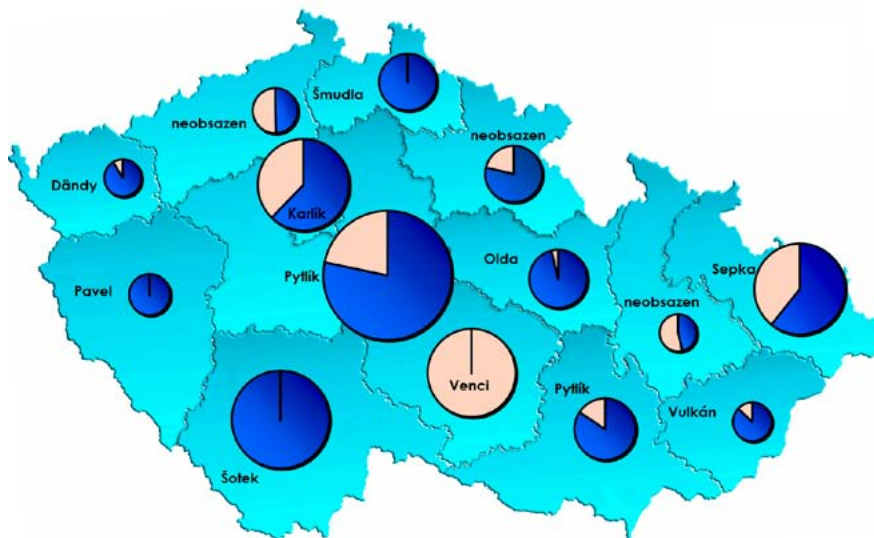 Šmudla
neobsazen
neobsazen
Dändy
Karlík
Olda
Pytlík
Sepka
Pavel
neobsazen
Venci
Pytlík
Vulkán
Šotek